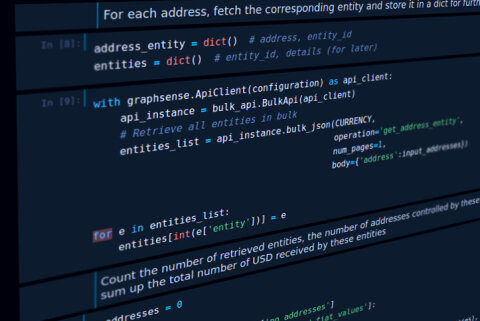 For each address, fetch the corresponding entity and store it in a dict for
In [8]:
address_entity = dict()  # address, entity_id
entities = dict()  # entity_id, details (for later)
In [9]:
with graphsense.ApiClient(configuration) as api_client:
api_instance = bulk_api.BulkApi(api_client)
# Retrieve all entities in bulk
entities_list = api_instance.bulk_json(CURRENCY,
operation='get_address_entity',
num_pages=1,
body={'address':input_addresses})
for e in entities_list:
entities[int(e['entity'])] = e
Count the number of retrieved entities, the number of addresses controlled by these
sum up the total number of USD received by these entities
addresses = 0
addresses']
fiat_values']: